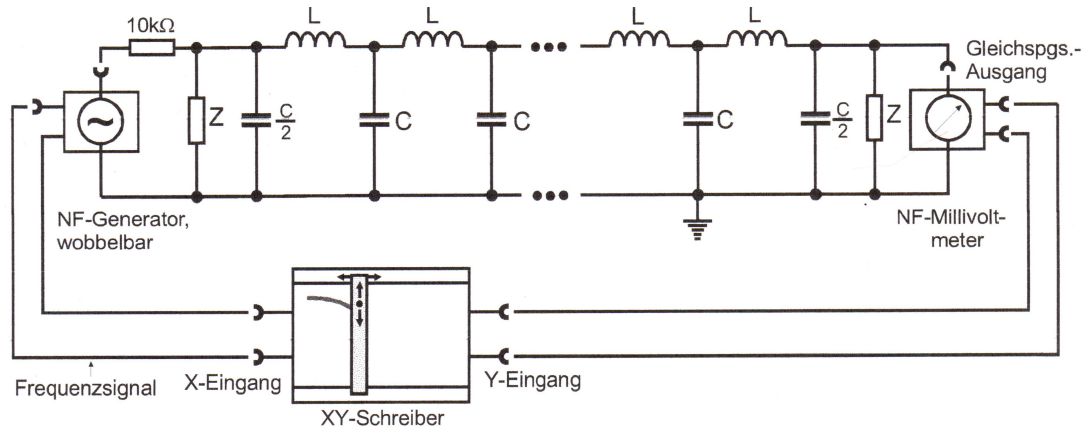 10kΩ
L
L
L
L
Z
C
2
C
C
C
C
2
Z
Gleichspgs.-
Ausgang
~
NF-Generator,
wobbelbar
NF-Millivolt-
meter
Frequenzsignal
X-Eingang
Y-Eingang
XY-Schreiber